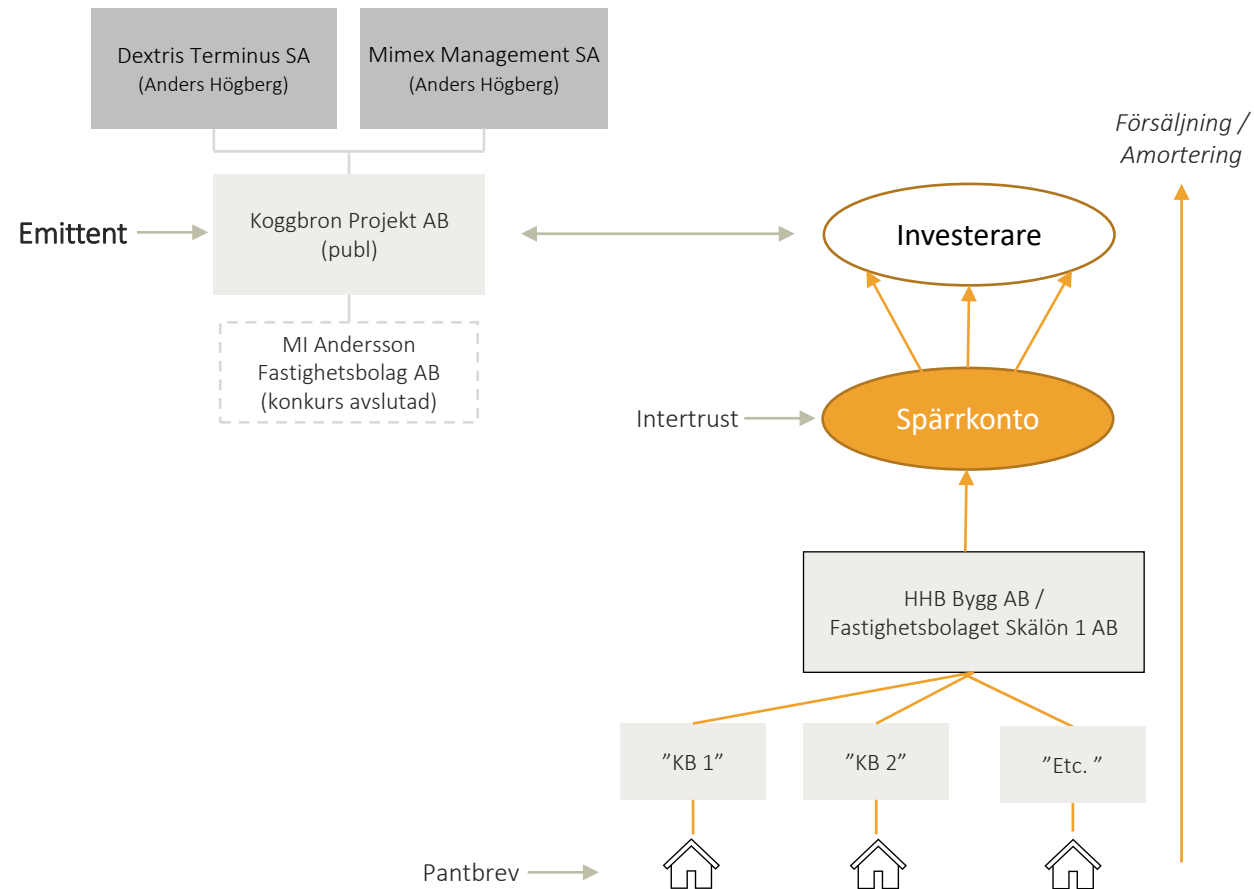 Dextris Terminus SA
(Anders Högberg)
Mimex Management SA
(Anders Högberg)
Försäljning /
Amortering
Emittent
Koggbron Projekt AB
(publ)
Investerare
MI Andersson
Fastighetsbolag AB
(konkurs avslutad)
Intertrust
Spärrkonto
HHB Bygg AB /
Fastighetsbolaget Skälön 1 AB
”KB 1”
”KB 2”
”Etc. ”
Pantbrev